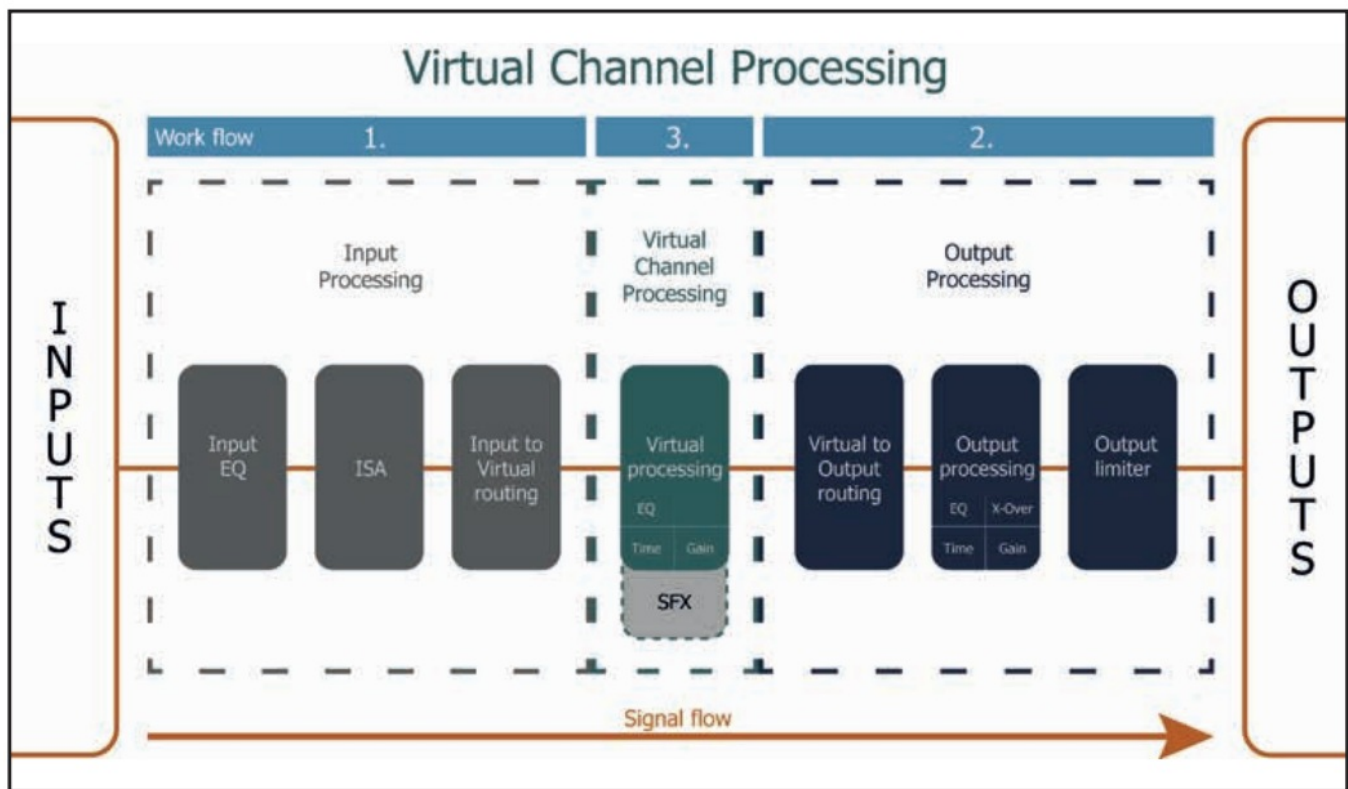 Virtual Channel Processing
Work flow 1. 3. 2.
INPUTS
Input
Processing
Virtual
Channel
Processing
Output
Processing
OUTPUTS
Input
EQ
ISA
Input to
Virtual
routing
Virtual
processing
EQ
Time Gain
SFX
Virtual to
Output
routing
Output
processing
EQ X-Over
Time Gain
Output
limiter
Signal flow